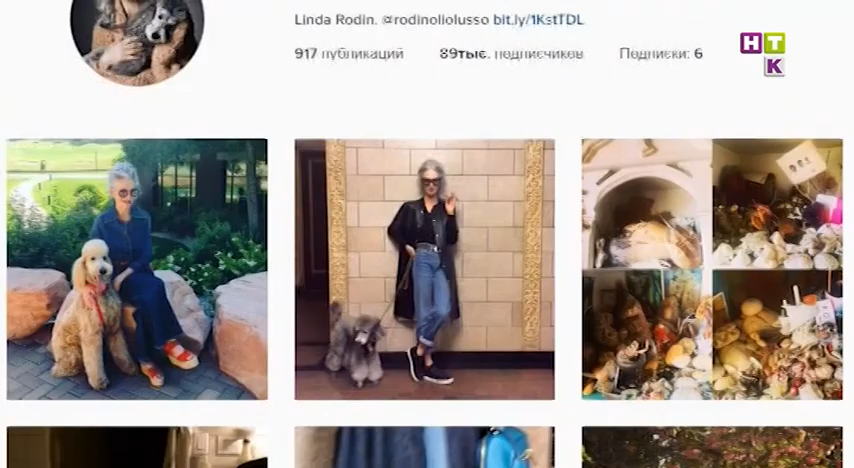 Linda Rodin. @rodinoliolusso bit.ly/1KstTDL
917 публикаций 89тыс. подписчиков Подписки: 6
НТК